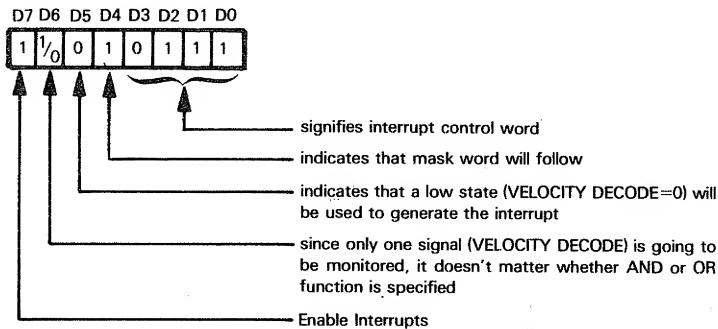 D7 D6 D5 D4 D3 D2 D1 D0
1 1/0 0 1 0 1 1 1
signifies interrupt control word
indicates that mask word will follow
indicates that a low state (VELOCITY DECODE=0) will
be used to generate the interrupt
since only one signal (VELOCITY DECODE) is going to
be monitored, it doesn't matter whether AND or OR
function is specified
Enable Interrupts